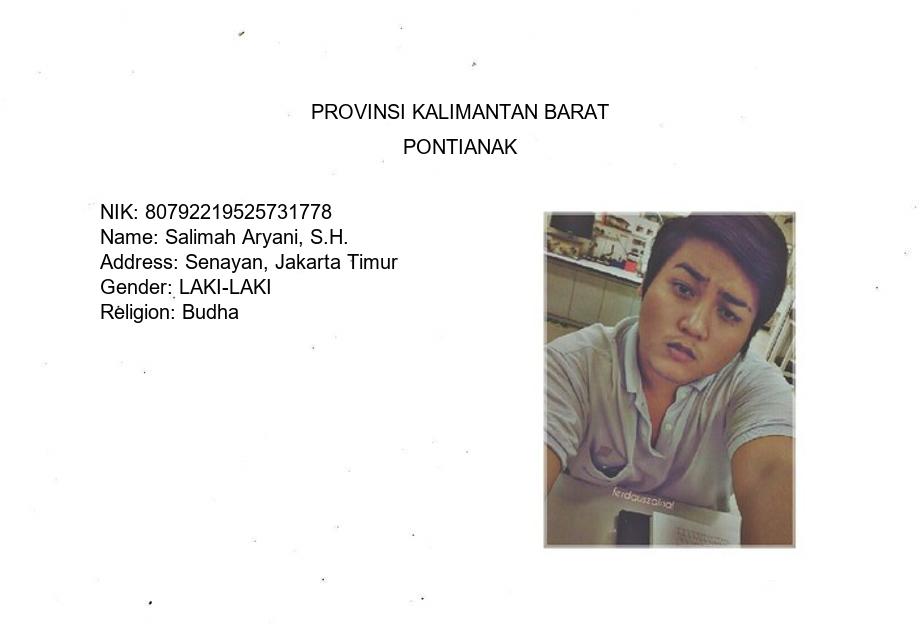 PROVINSI KALIMANTAN BARAT
PONTIANAK
NIK: 80792219525731778
Name: Salimah Aryani, S.H.
Address: Senayan, Jakarta Timur
Gender: LAKI-LAKI
Religion: Budha
ferdauszainal